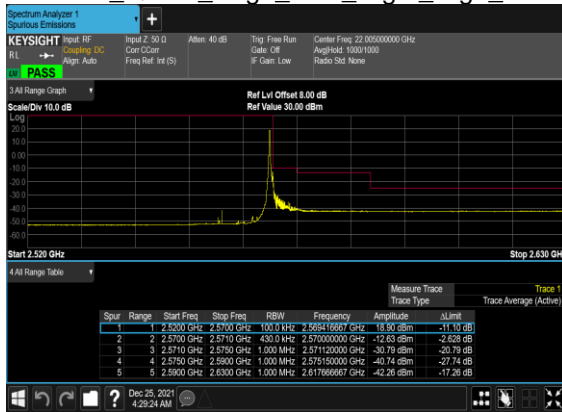 Spectrum Analyzer 1
Spurious Emissions
+
KEYSIGHT
RL
PASS
Input: RF
Coupling: DC
Align: Auto
Input Z: 50 Ω
Corr CCorr
Freq Ref: Int (S)
Atten: 40 dB
Trig: Free Run
Gate: Off
IF Gain: Low
Center Freq: 22.005000000 GHz
Avg|Hold: 1000/1000
Radio Std: None
3 All Range Graph
Scale/Div 10.0 dB
Ref Lvl Offset 8.00 dB
Ref Value 30.00 dBm
Log
20.0
10.0
0.00
-10.0
-20.0
-30.0
-40.0
-50.0
-60.0
Start 2.520 GHz
Stop 2.630 GH
4 All Range Table
Measure Trace Trace 1
Trace Type Trace Average (Active)
Spur Range Start Freq Stop Freq RBW Frequency Amplitude ΔLimit
1 1 2.5200 GHz 2.5700 GHz 100.0 kHz 2.569416667 GHz 18.90 dBm -11.10 dB
2 2 2.5700 GHz 2.5710 GHz 430.0 kHz 2.570000000 GHz -12.63 dBm -2.628 dB
3 3 2.5710 GHz 2.5750 GHz 1.000 MHz 2.571120000 GHz -30.79 dBm -20.79 dB
4 4 2.5750 GHz 2.5900 GHz 1.000 MHz 2.575150000 GHz -40.74 dBm -27.74 dB
5 5 2.5900 GHz 2.6300 GHz 1.000 MHz 2.617666667 GHz -42.26 dBm -17.26 dB
?
Dec 25, 2021
4:29:24 AM